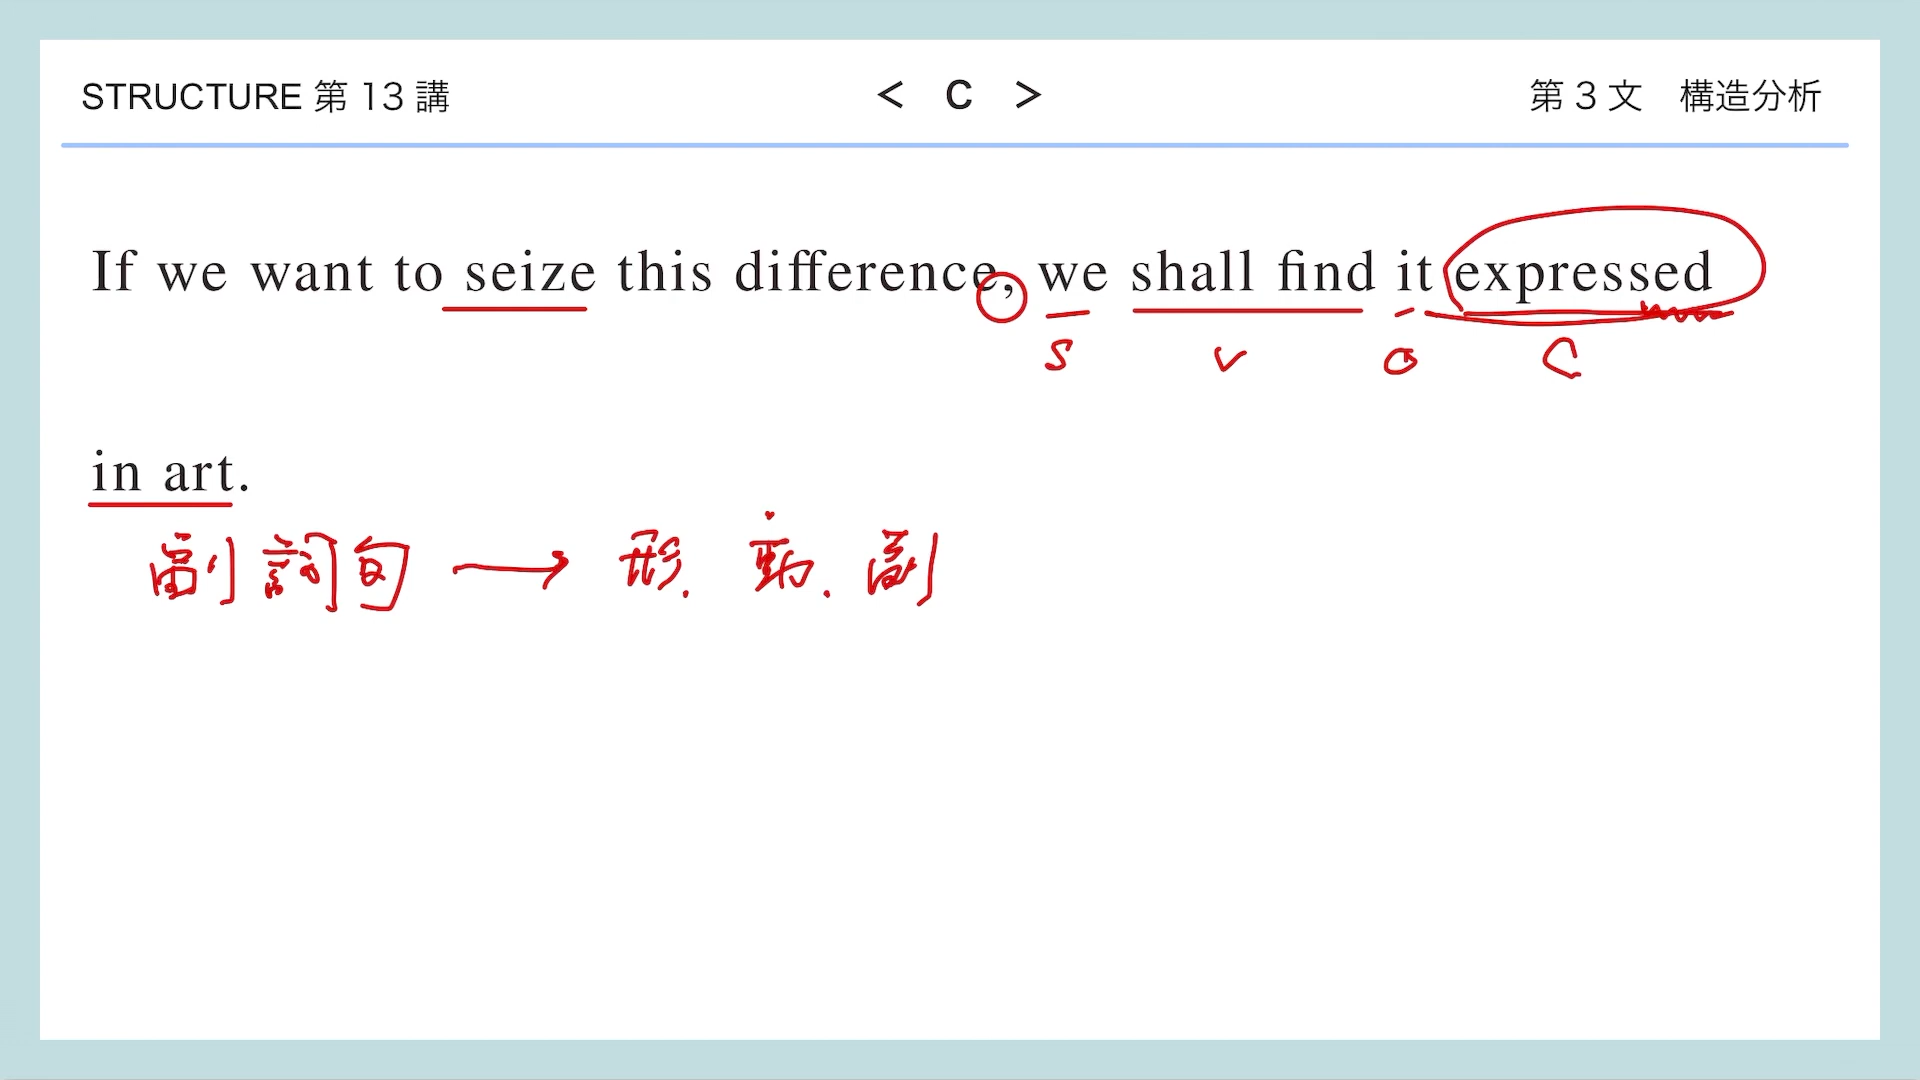 STRUCTURE 第 13 講
< C >
第 3 文 構造分析
If we want to seize this difference, we shall find it expressed
S V O C
in art.
副詞句 → 形. 動. 副